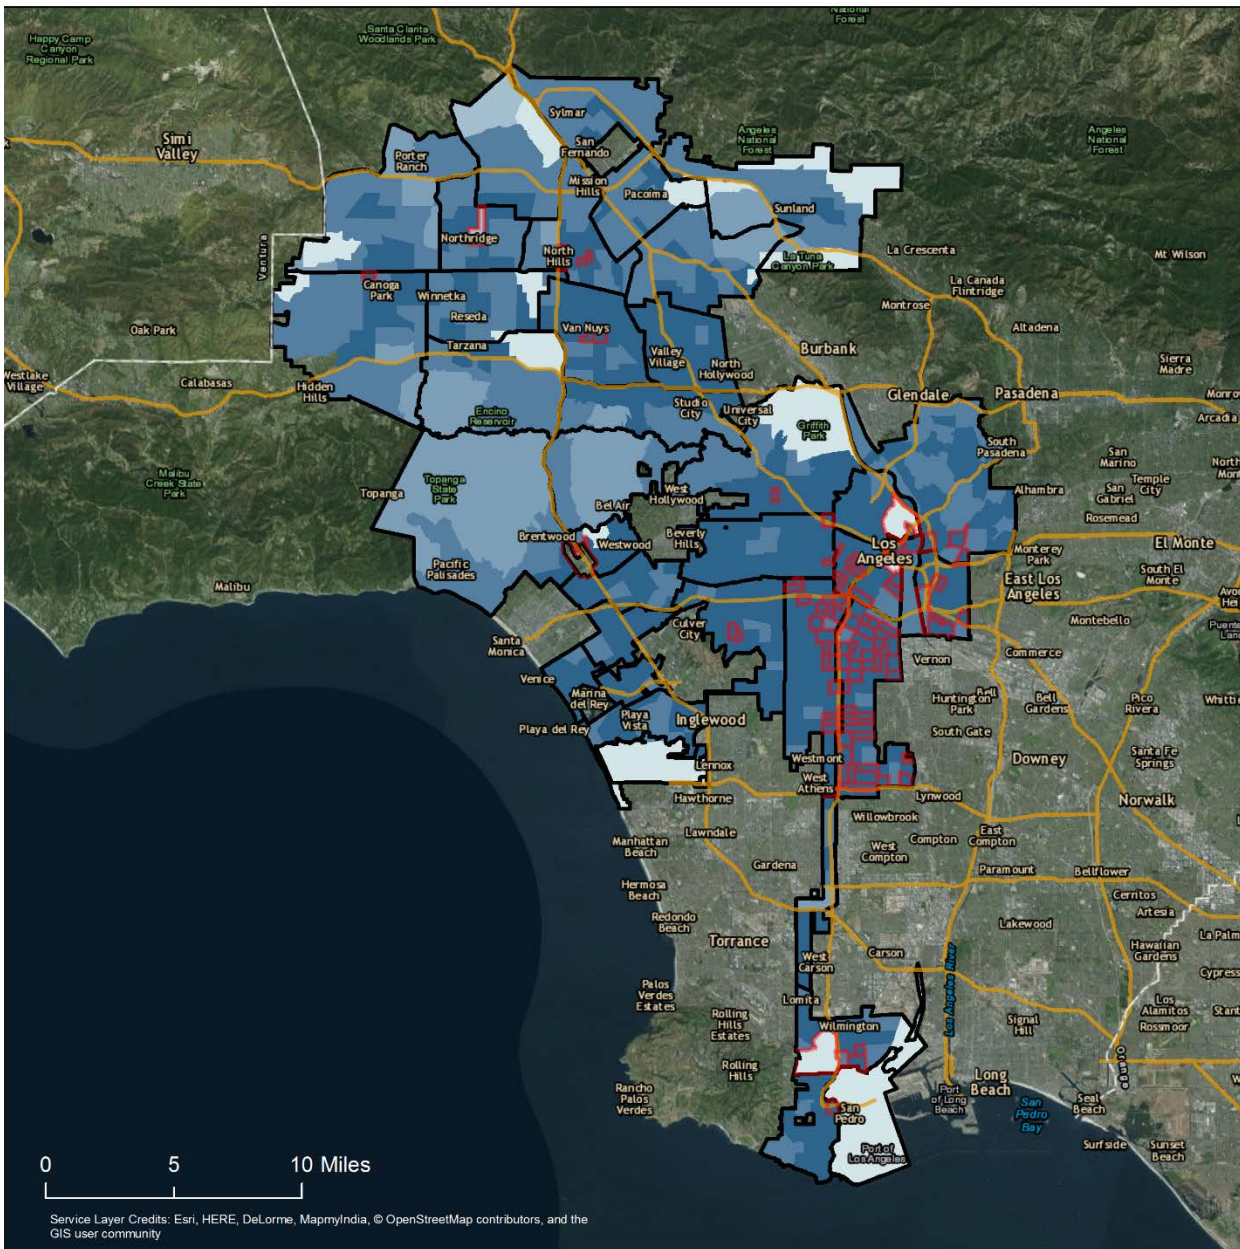 National
Forest
Santa Clarita
Woodlands Park
Happy Camp
Canyon
Regional Park
Sylmar
Angeles
National
Forest
Angeles
National
Forest
Simi
Valley
San
Fernando
Porter
Ranch
Mission
Hills
Pacoima
Sunland
Northridge
North
Hills
La Crescenta
Mt Wilson
Ventura
La Tuna
Canyon Park
La Canada
Flintridge
Canoga
Park
Winnetka
Montrose
Reseda
Oak Park
Van Nuys
Altadena
Tarzana
Burbank
Valley
Village
North
Hollywood
Sierra
Madre
Westlake
Village
Calabasas
Hidden
Hills
Glendale
Pasadena
Arcadia
Studio
City
Universal
City
Encino
Reservoir
Griffith
Park
South
Pasadena
San
Marino
Temple
City
Malibu
Creek State
Park
Topanga
State
Park
Topanga
West
Hollywood
San
Gabriel
Alhambra
Rosemead
Bel Air
Brentwood
Westwood
Beverly
Hills
Los
Angeles
El Monte
Monterey
Park
Pacific
Palisades
South El
Monte
East Los
Angeles
Malibu
Montebello
Culver
City
Santa
Monica
Vernon
Commerce
Venice
Marina
del Rey
Huntington
Park
Bell
Bell
Gardens
Pico
Rivera
Playa del Rey
Playa
Vista
Inglewood
South Gate
Westmont
Downey
Santa Fe
Springs
Lennox
West
Athens
Hawthorne
Lynwood
Norwalk
Willowbrook
Lawndale
Manhattan
Beach
West
Compton
Compton
East
Compton
Gardena
Paramount
Bellflower
Hermosa
Beach
Cerritos
Artesia
Redondo
Beach
Lakewood
Torrance
Hawaiian
Gardens
La Palm
West
Carson
Carson
Los Angeles River
Cypress
Palos
Verdes
Estates
Lomita
Los
Alamitos
Rossmoor
Rolling
Hills
Estates
Wilmington
Signal
Hill
Orange
Rolling
Hills
Rancho
Palos
Verdes
Port
of Long
Beach
Long
Beach
San
Pedro
San
Pedro
Bay
Seal
Beach
Surfside
Sunset
Beach
Port of
Los Angeles
0 5 10 Miles
Service Layer Credits: Esri, HERE, DeLorme, MapmyIndia, © OpenStreetMap contributors, and the
GIS user community